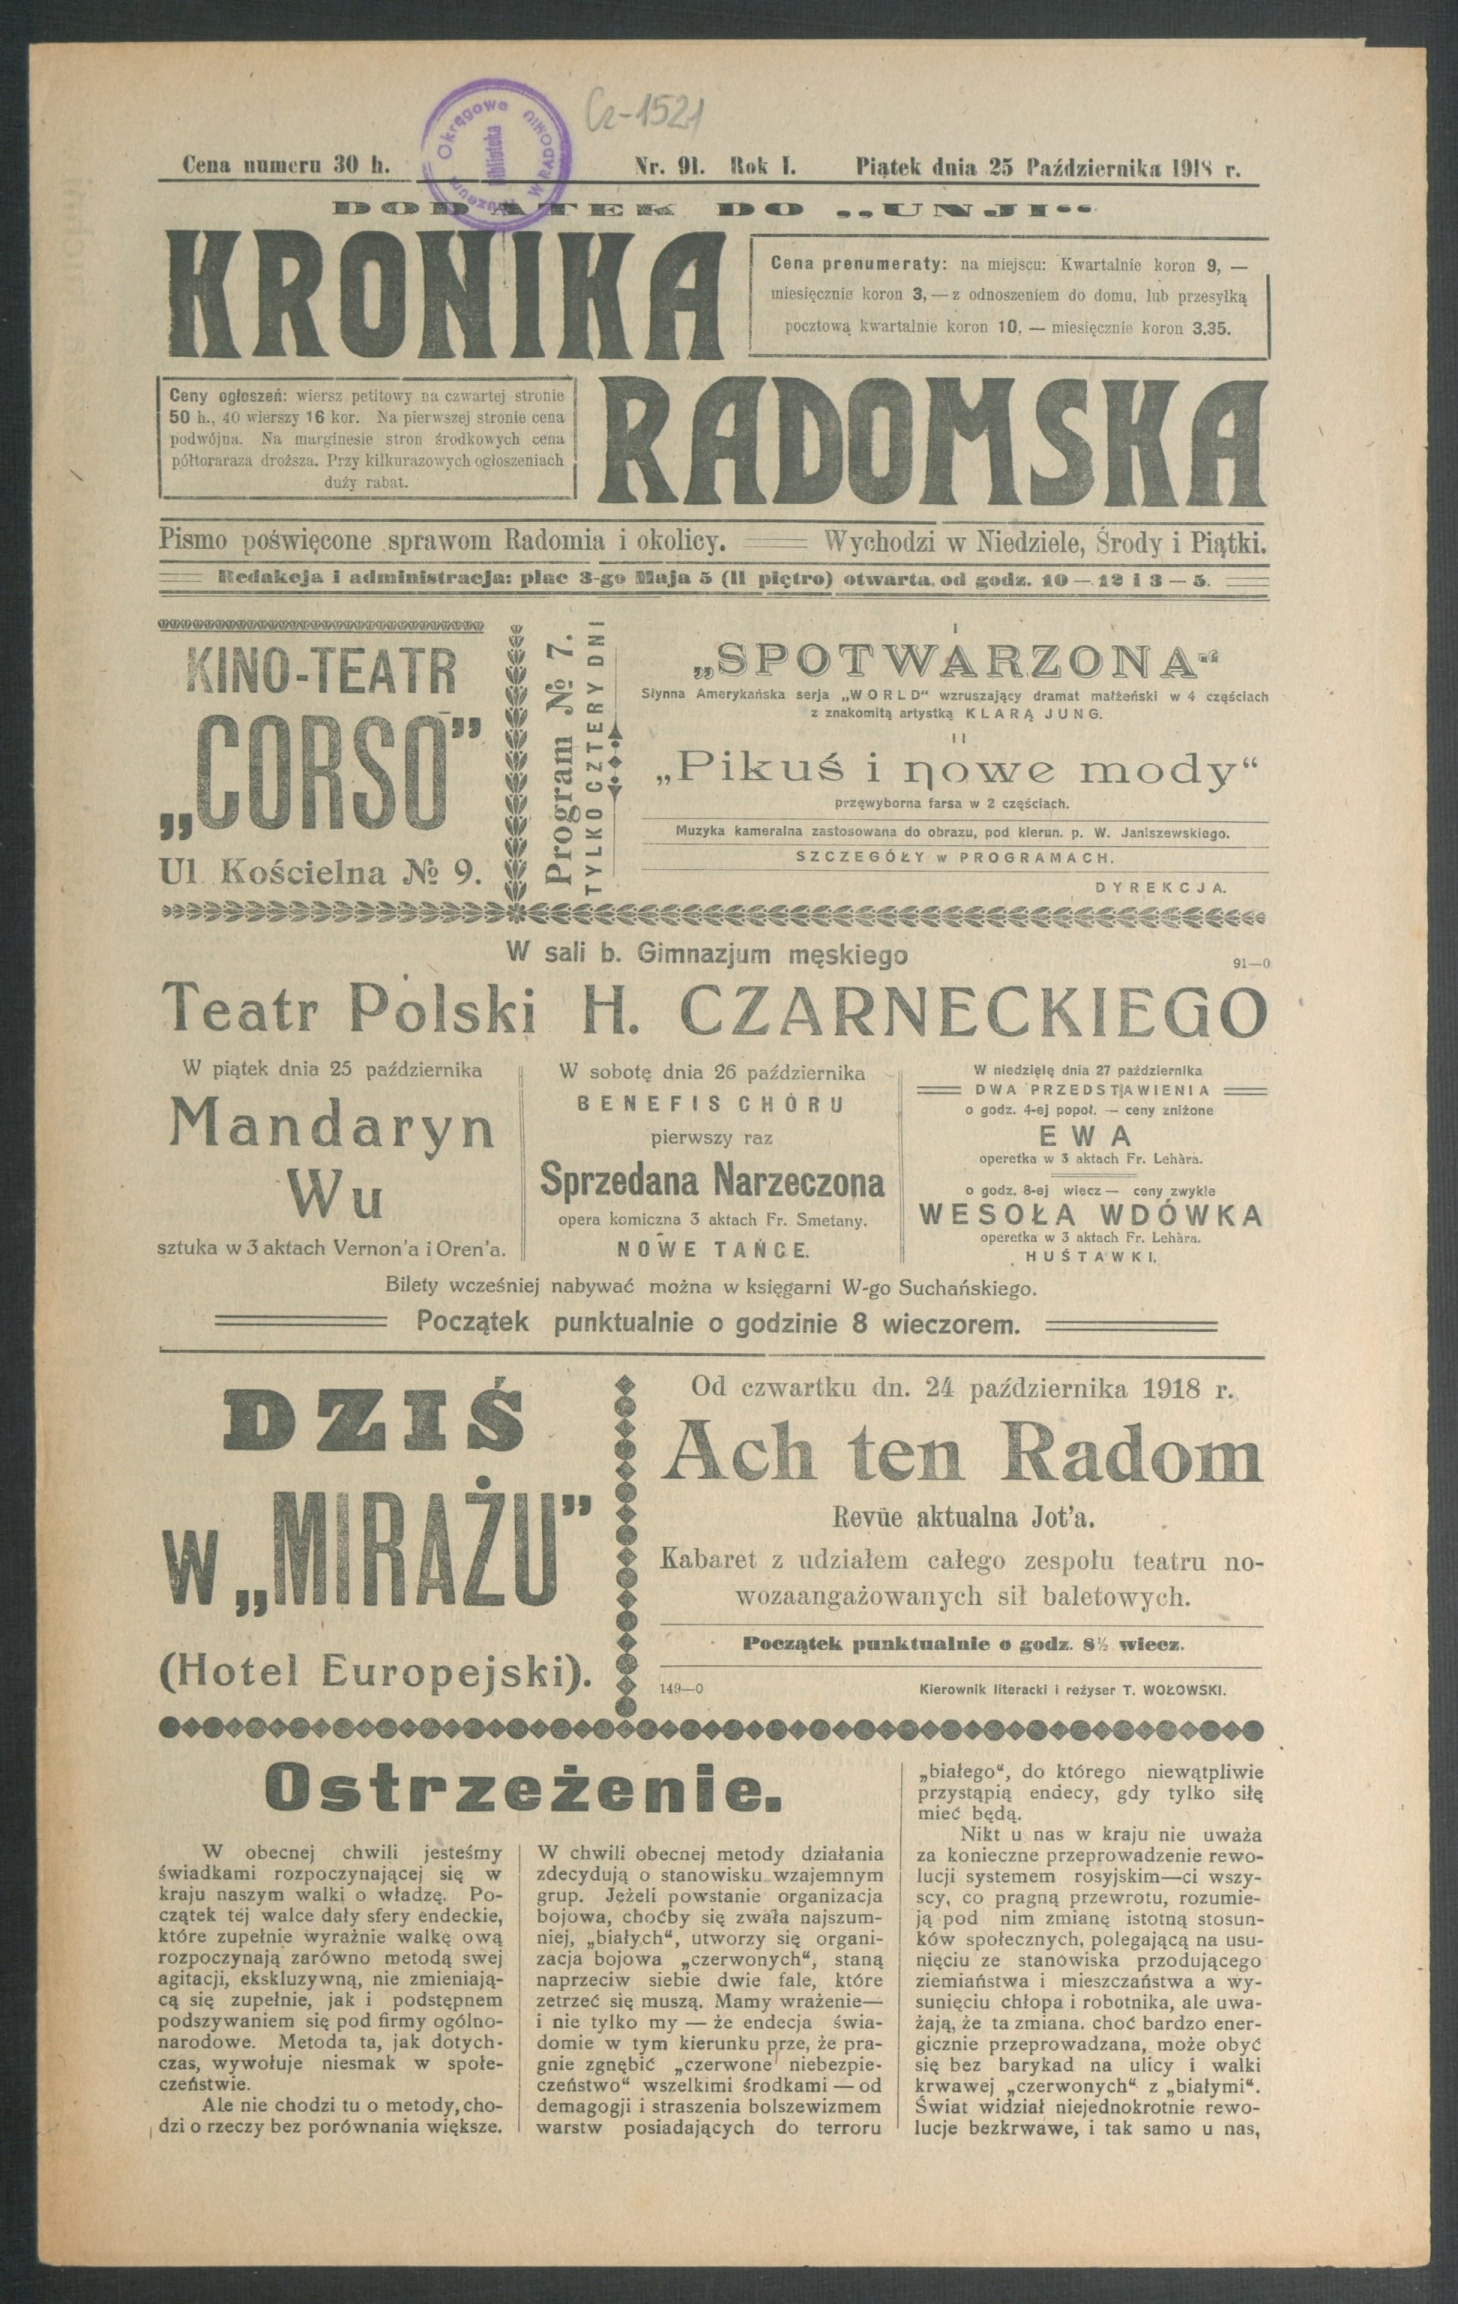 Cz-1521
Okręgowe
Muzeum
W RADOMIU
Biblioteka
Cena numeru 30 h.
Nr. 91. Rok I.
Piątek dnia 25 Października 1918 r.
DODATEK DO „UNJI“
KRONIKA
Cena prenumeraty: na miejscu: Kwartalnie koron 9, —
miesięcznie koron 3,— z odnoszeniem do domu, lub przesyłką
pocztową kwartalnie koron 10, — miesięcznie koron 3.35.
Ceny ogłoszeń: wiersz petitowy na czwartej stronie
50 h., 40 wierszy 16 kor. Na pierwszej stronie cena
podwójna. Na marginesie stron środkowych cena
półtoraraza droższa. Przy kilkurazowych ogłoszeniach
duży rabat.
RADOMSKA
Pismo poświęcone sprawom Radomia i okolicy.
Wychodzi w Niedziele, Środy i Piątki.
Redakcja i administracja: plac 3-go Maja 5 (II piętro) otwarta od godz. 10 — 12 i 3 — 5.
KINO-TEATR
„CORSO”
Ul Kościelna № 9.
Program № 7.
TYLKO CZTERY DNI
I
„SPOTWARZONA“
Słynna Amerykańska serja „WORLD“ wzruszający dramat małżeński w 4 częściach
z znakomitą artystką KLARĄ JUNG.
II
„Pikuś i nowe mody“
przęwyborna farsa w 2 częściach.
Muzyka kameralna zastosowana do obrazu, pod kierun. p. W. Janiszewskiego.
SZCZEGÓŁY w PROGRAMACH.
DYREKCJA.
W sali b. Gimnazjum męskiego
91—0
Teatr Polski H. CZARNECKIEGO
W piątek dnia 25 października
Mandaryn
Wu
sztuka w 3 aktach Vernon'a i Oren'a.
W sobotę dnia 26 października
BENEFIS CHÓRU
pierwszy raz
Sprzedana Narzeczona
opera komiczna 3 aktach Fr. Smetany.
NOWE TAŃCE.
W niedzięlę dnia 27 października
DWA PRZEDSTAWIENIA
o godz. 4-ej popoł. — ceny zniżone
EWA
operetka w 3 aktach Fr. Lehàra.
o godz. 8-ej wiecz — ceny zwykłe
WESOŁA WDÓWKA
operetka w 3 aktach Fr. Lehàra.
HUŚTAWKI.
Bilety wcześniej nabywać można w księgarni W-go Suchańskiego.
Początek punktualnie o godzinie 8 wieczorem.
DZIŚ
w „MIRAŻU”
(Hotel Europejski).
Od czwartku dn. 24 października 1918 r.
Ach ten Radom
Revüe aktualna Jot'a.
Kabaret z udziałem całego zespołu teatru no-
wozaangażowanych sił baletowych.
Początek punktualnie o godz. 8½ wiecz.
149—0
Kierownik literacki i reżyser T. WOŁOWSKI.
Ostrzeżenie.
W obecnej chwili jesteśmy
świadkami rozpoczynającej się w
kraju naszym walki o władzę. Po-
czątek tej walce dały sfery endeckie,
które zupełnie wyraźnie walkę ową
rozpoczynają zarówno metodą swej
agitacji, ekskluzywną, nie zmieniają-
cą się zupełnie, jak i podstępnem
podszywaniem się pod firmy ogólno-
narodowe. Metoda ta, jak dotych-
czas, wywołuje niesmak w społe-
czeństwie.
Ale nie chodzi tu o metody, cho-
dzi o rzeczy bez porównania większe.
W chwili obecnej metody działania
zdecydują o stanowisku wzajemnym
grup. Jeżeli powstanie organizacja
bojowa, choćby się zwała najszum-
niej, „białych“, utworzy się organi-
zacja bojowa „czerwonych“, staną
naprzeciw siebie dwie fale, które
zetrzeć się muszą. Mamy wrażenie—
i nie tylko my — że endecja świa-
domie w tym kierunku prze, że pra-
gnie zgnębić „czerwone niebezpie-
czeństwo“ wszelkimi środkami — od
demagogji i straszenia bolszewizmem
warstw posiadających do terroru
„białego“, do którego niewątpliwie
przystąpią endecy, gdy tylko siłę
mieć będą.
Nikt u nas w kraju nie uważa
za konieczne przeprowadzenie rewo-
lucji systemem rosyjskim—ci wszy-
scy, co pragną przewrotu, rozumie-
ją pod nim zmianę istotną stosun-
ków społecznych, polegającą na usu-
nięciu ze stanowiska przodującego
ziemiaństwa i mieszczaństwa a wy-
sunięciu chłopa i robotnika, ale uwa-
żają, że ta zmiana. choć bardzo ener-
gicznie przeprowadzana, może obyć
się bez barykad na ulicy i walki
krwawej „czerwonych“ z „białymi“.
Świat widział niejednokrotnie rewo-
lucje bezkrwawe, i tak samo u nas,